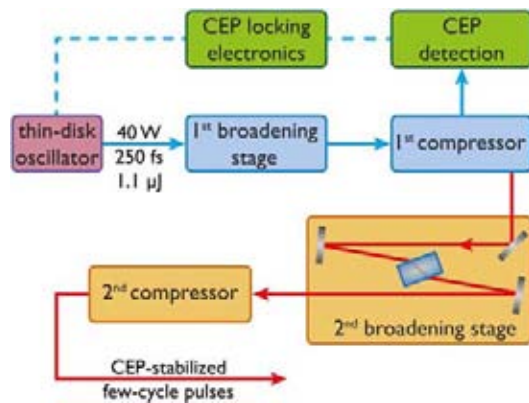 CEP locking
electronics
CEP
detection
thin-disk
oscillator
40 W
250 fs
1.1 µJ
1st broadening
stage
1st compressor
2nd compressor
2nd broadening stage
CEP-stabilized
few-cycle pulses